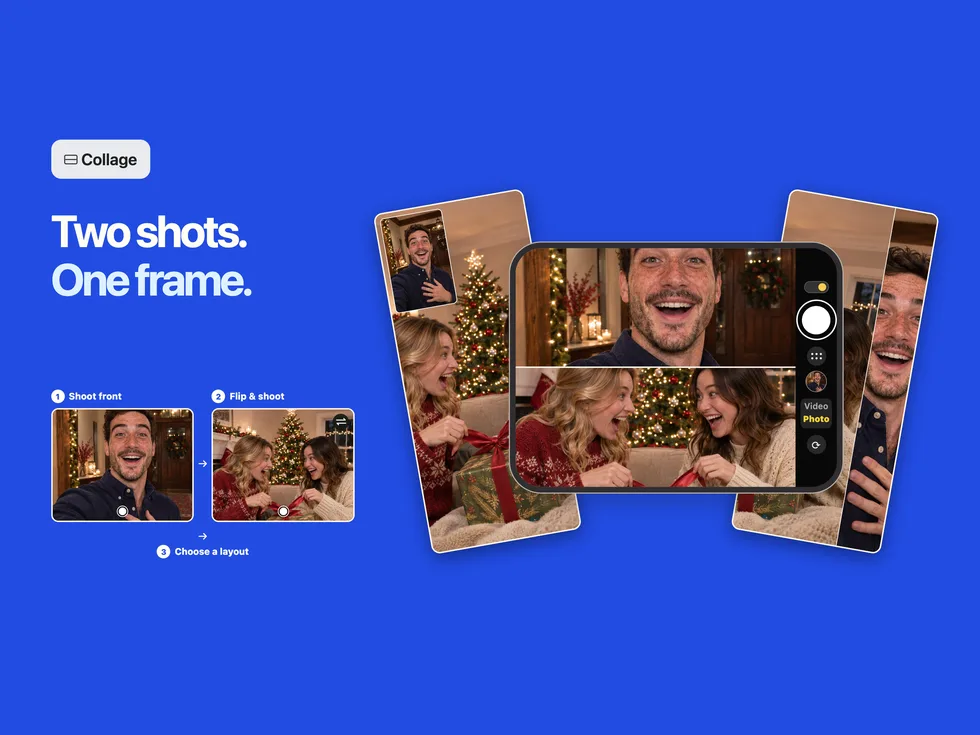 Collage
Two shots.
One frame.
1 Shoot front
2 Flip & shoot
3 Choose a layout
Video
Photo